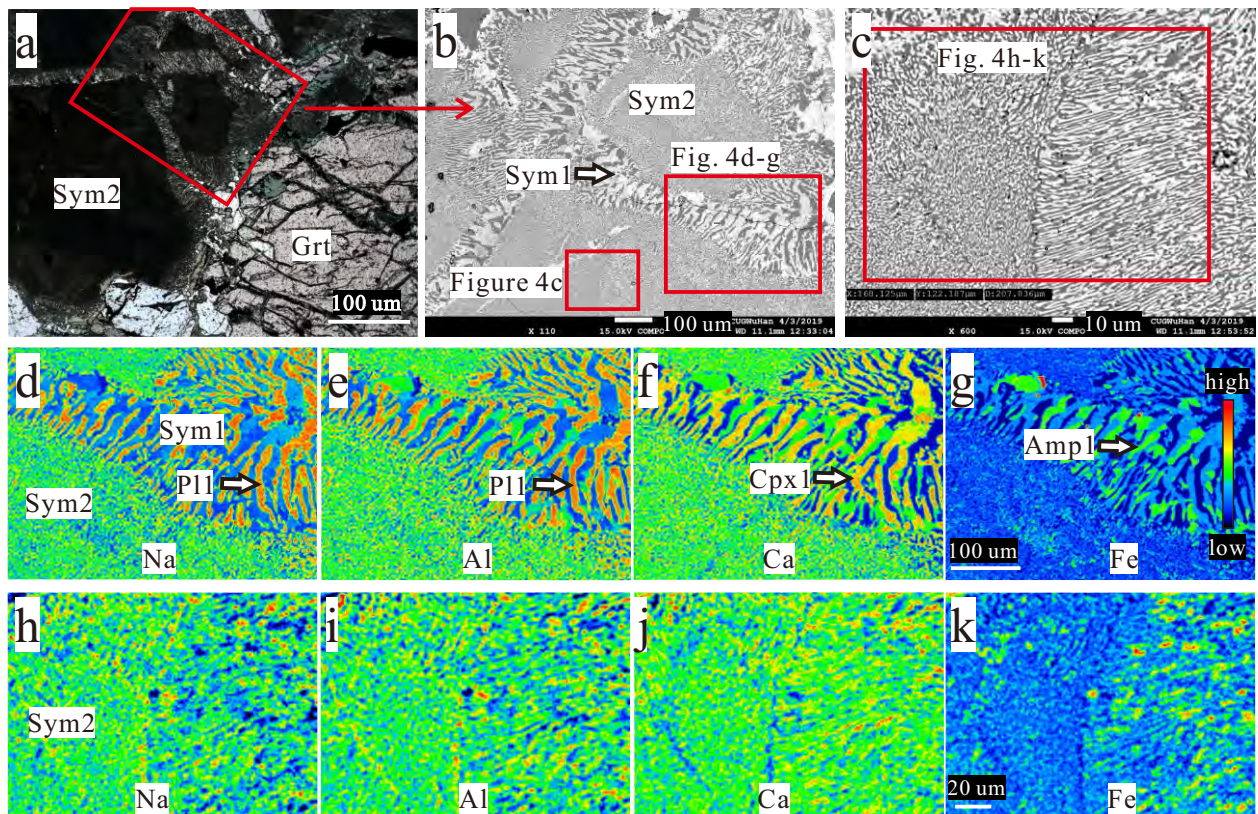 a
Sym2
Grt
100 um
b
Sym2
Sym1
Fig. 4d-g
Figure 4c
100 um
X 110
15.0kV COMPO
CUGWuHan 4/3/2019
WD 11.1mm 12:33:04
c
Fig. 4h-k
10 um
X 600
15.0kV COMPO
CUGWuHan 4/3/2019
WD 11.1mm 12:53:52
d
Sym1
Pl1
Sym2
Na
e
Pl1
Al
f
Cpx1
Ca
g
high
Amp1
low
100 um
Fe
h
Sym2
Na
i
Al
j
Ca
k
20 um
Fe